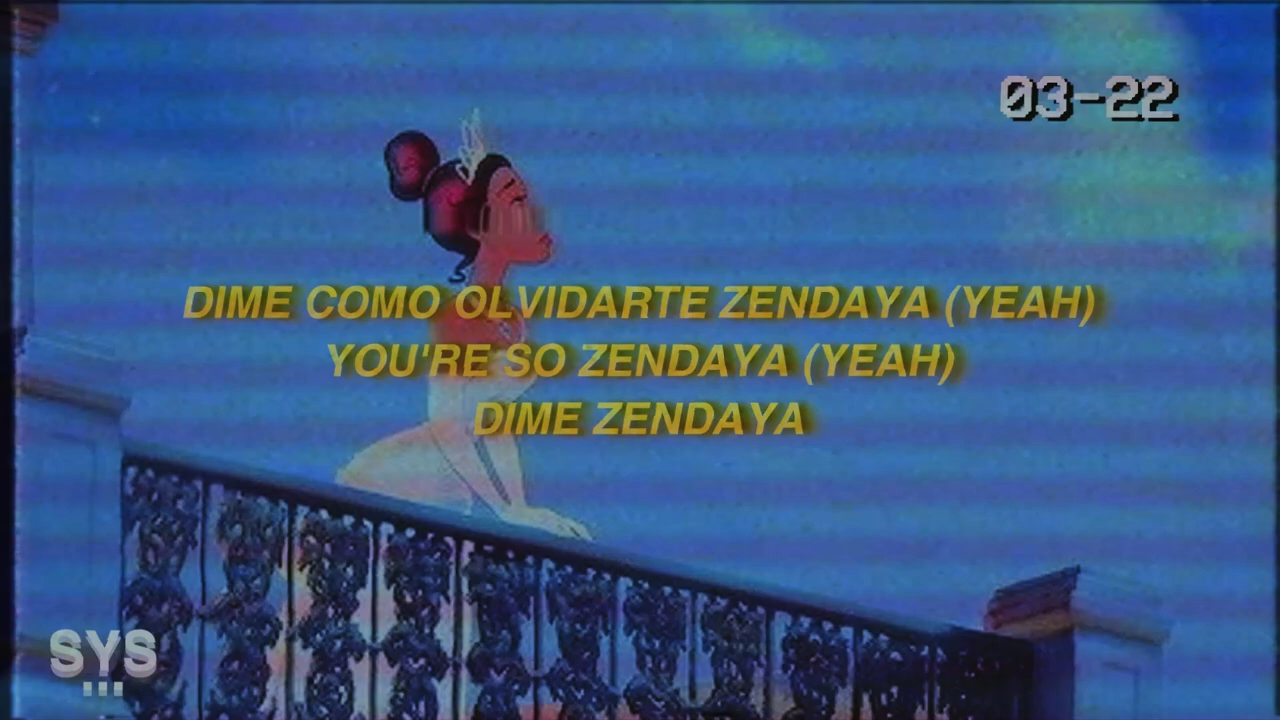 03-22
DIME COMO OLVIDARTE ZENDAYA (YEAH)
YOU'RE SO ZENDAYA (YEAH)
DIME ZENDAYA
SYS